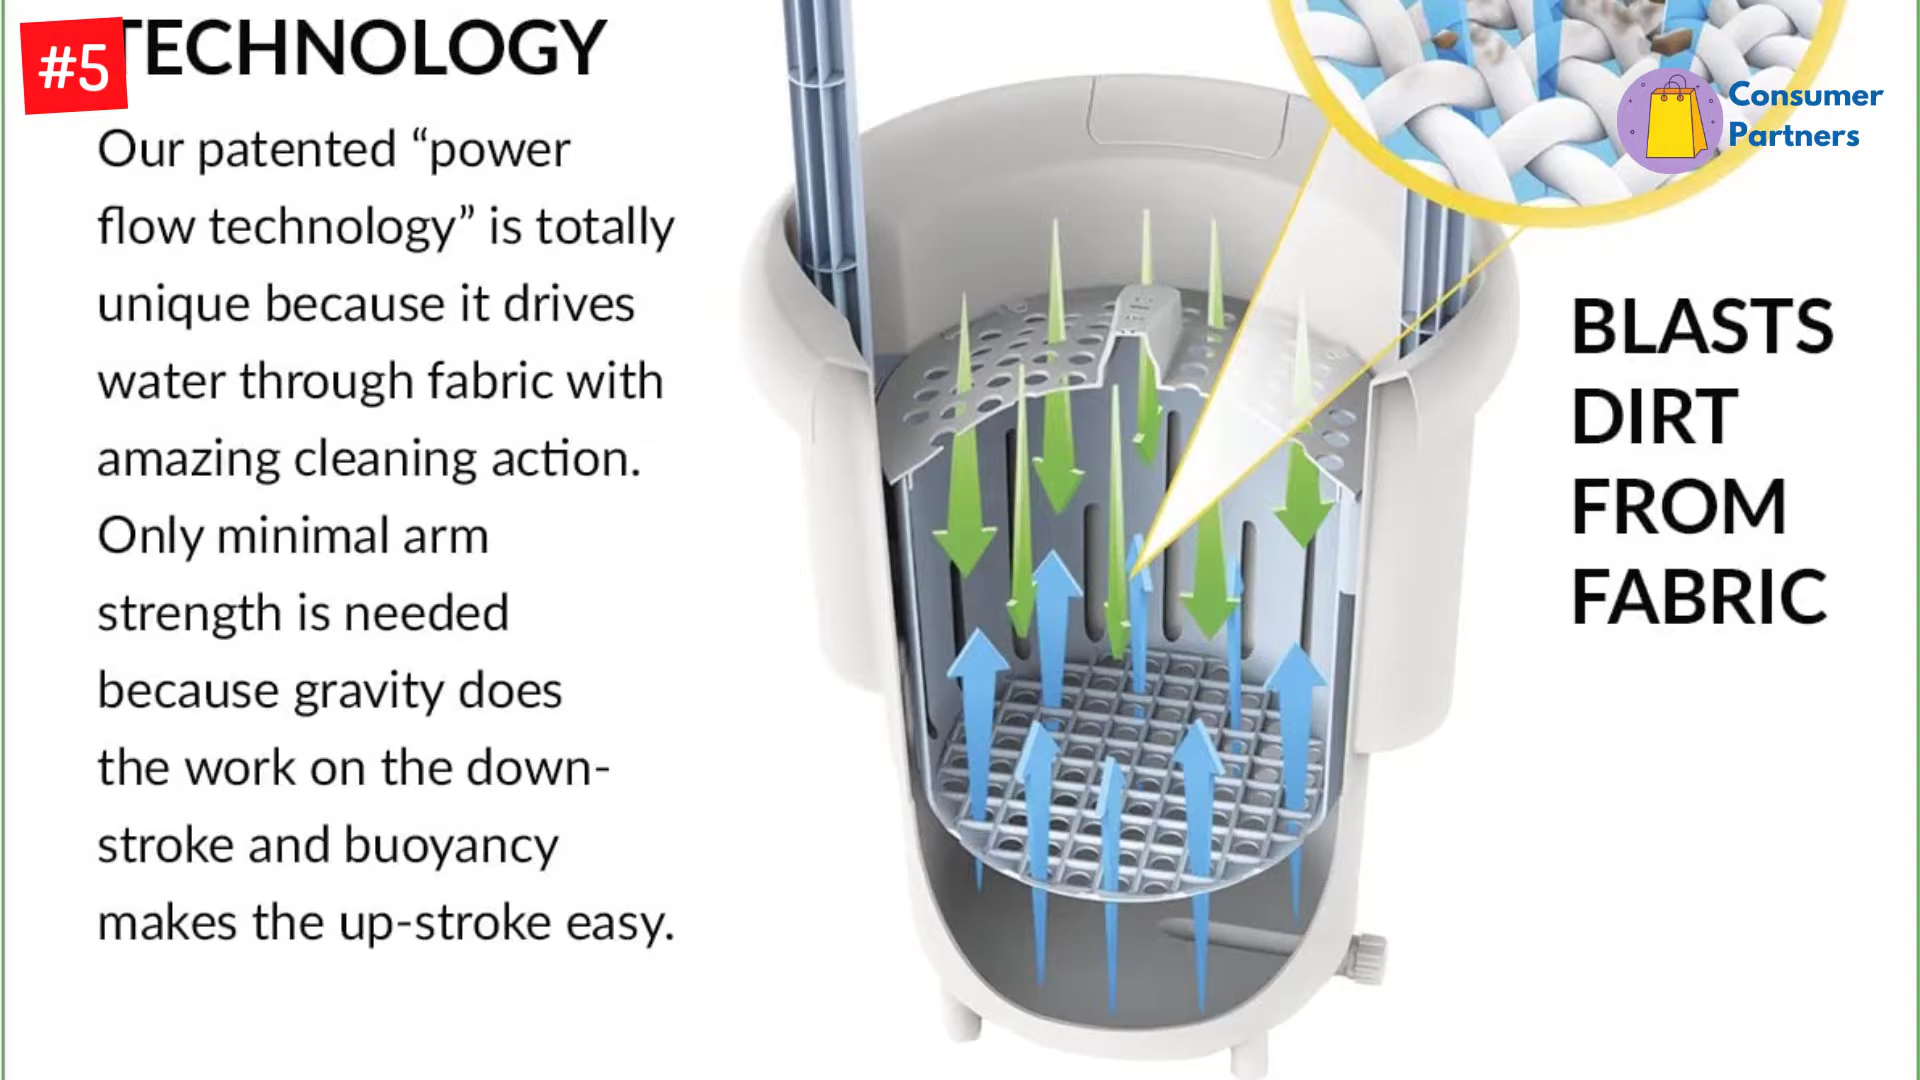 #5
TECHNOLOGY
Our patented “power
flow technology” is totally
unique because it drives
water through fabric with
amazing cleaning action.
Only minimal arm
strength is needed
because gravity does
the work on the down-
stroke and buoyancy
makes the up-stroke easy.
Consumer
Partners
BLASTS
DIRT
FROM
FABRIC